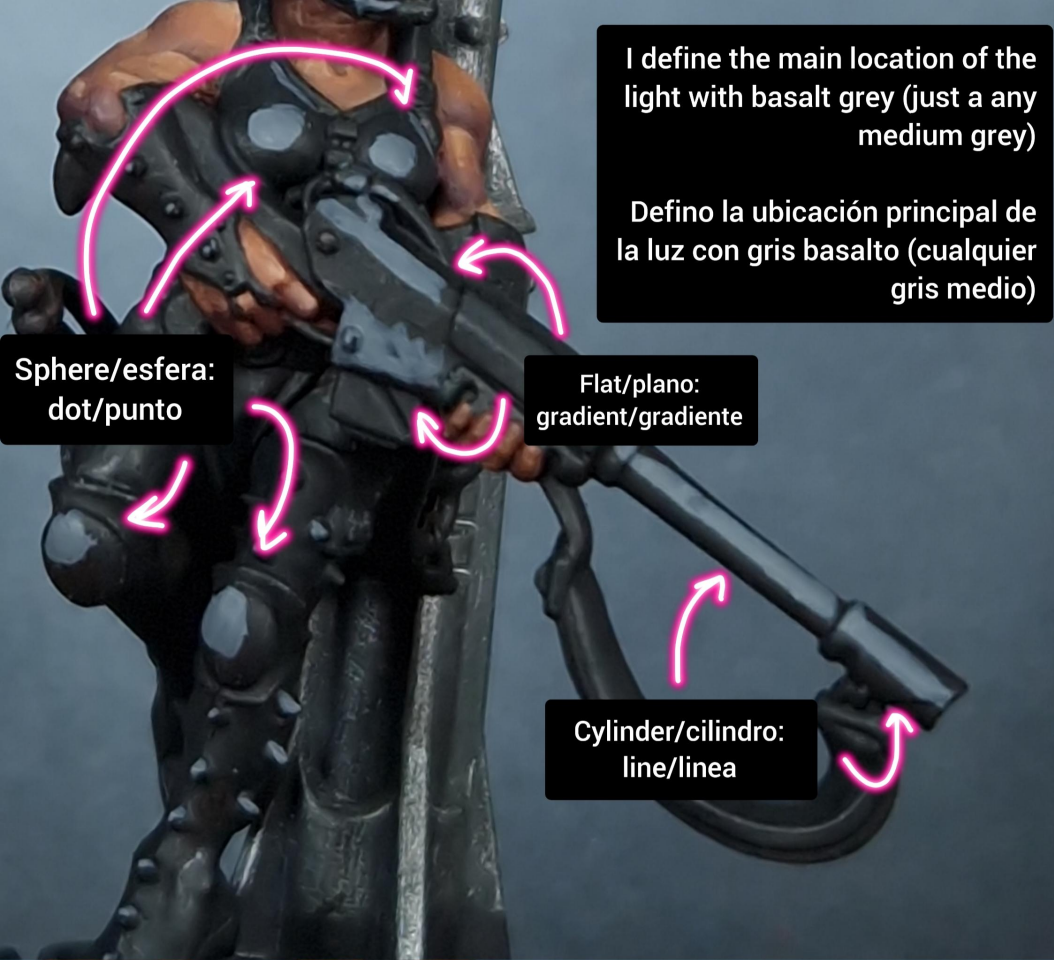 I define the main location of the
light with basalt grey (just a any
medium grey)
Defino la ubicación principal de
la luz con gris basalto (cualquier
gris medio)
Sphere/esfera:
dot/punto
Flat/plano:
gradient/gradiente
Cylinder/cilindro:
line/linea